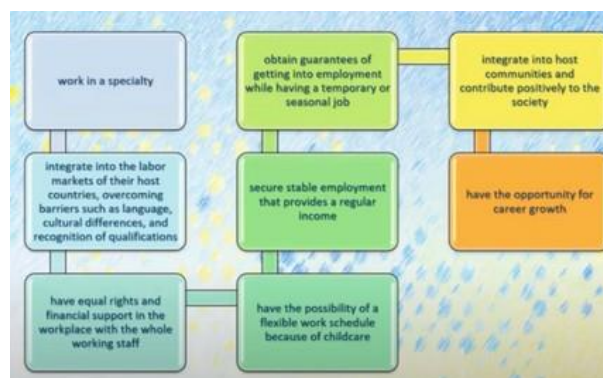 work in a specialty
integrate into the labor
markets of their host
countries, overcoming
barriers such as language,
cultural differences, and
recognition of qualifications
have equal rights and
financial support in the
workplace with the whole
working staff
have the possibility of a
flexible work schedule
because of childcare
secure stable employment
that provides a regular
income
obtain guarantees of
getting into employment
while having a temporary or
seasonal job
integrate into host
communities and
contribute positively to the
society
have the opportunity for
career growth